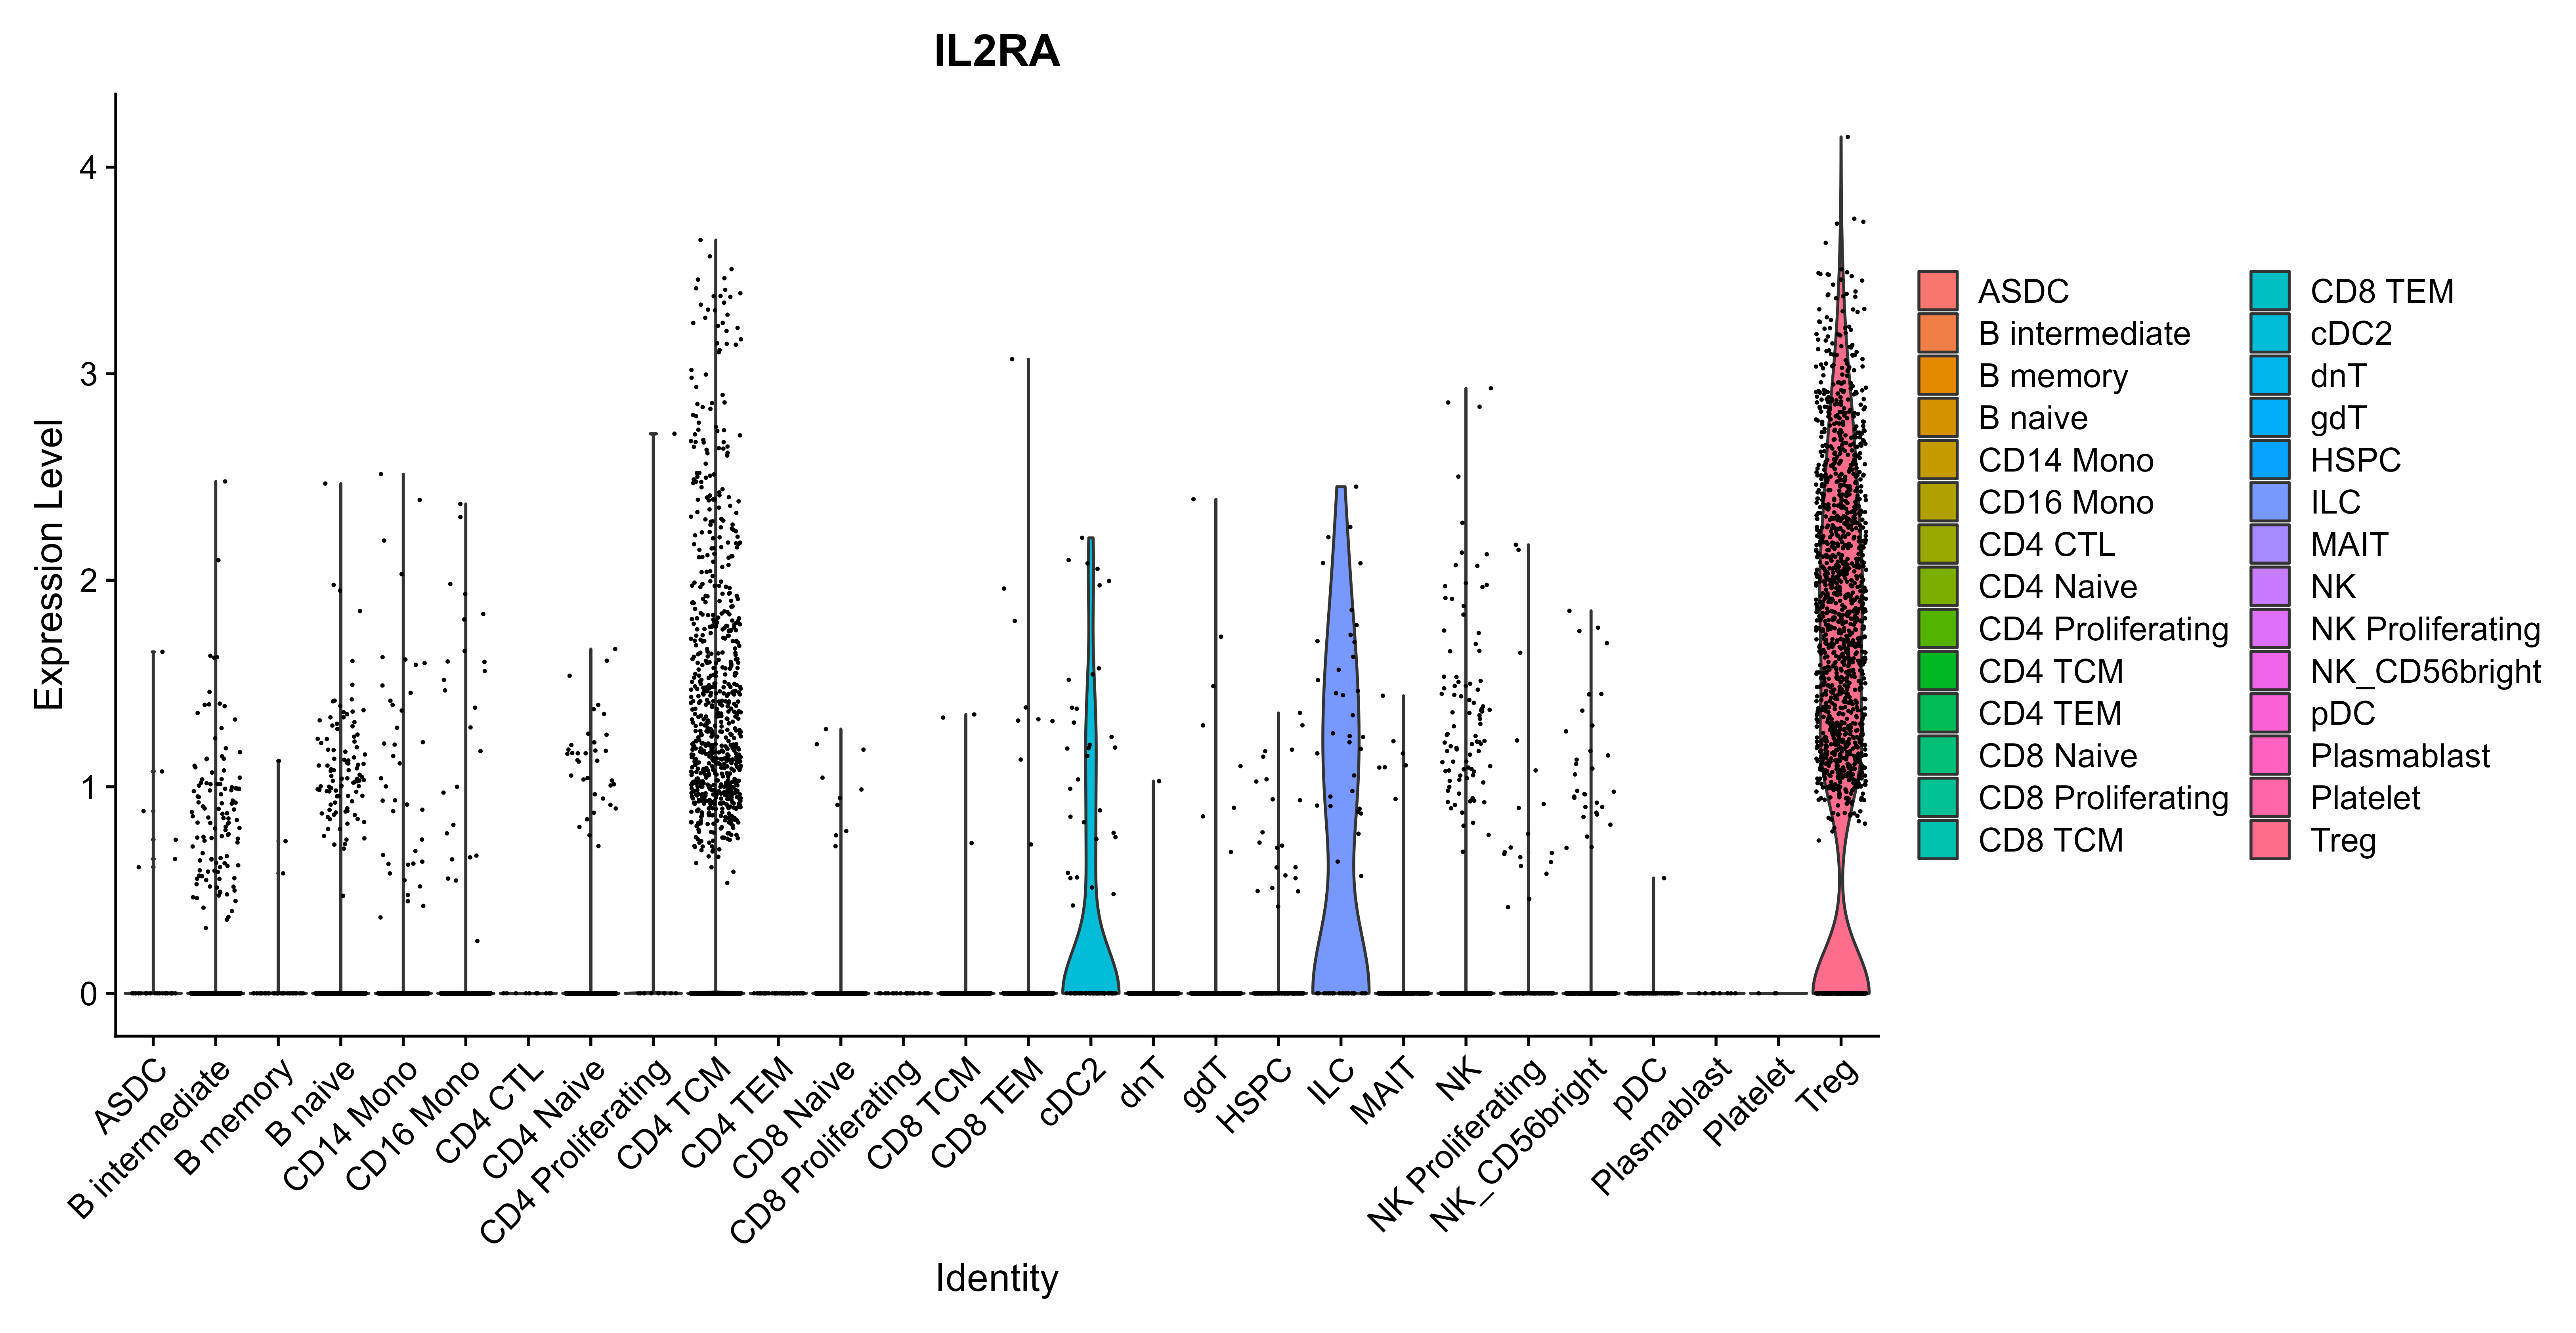 IL2RA
Expression Level
4
3
2
1
0
ASDC
B intermediate
B memory
B naive
CD14 Mono
CD16 Mono
CD4 CTL
CD4 Naive
CD4 Proliferating
CD4 TCM
CD4 TEM
CD8 Naive
CD8 Proliferating
CD8 TCM
CD8 TEM
cDC2
dnT
gdT
HSPC
ILC
MAIT
NK
NK Proliferating
NK_CD56bright
pDC
Plasmablast
Platelet
Treg
Identity
ASDC
B intermediate
B memory
B naive
CD14 Mono
CD16 Mono
CD4 CTL
CD4 Naive
CD4 Proliferating
CD4 TCM
CD4 TEM
CD8 Naive
CD8 Proliferating
CD8 TCM
CD8 TEM
cDC2
dnT
gdT
HSPC
ILC
MAIT
NK
NK Proliferating
NK_CD56bright
pDC
Plasmablast
Platelet
Treg